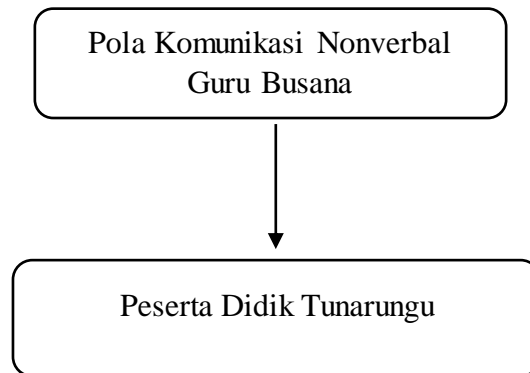 Pola Komunikasi Nonverbal
Guru Busana
Peserta Didik Tunarungu